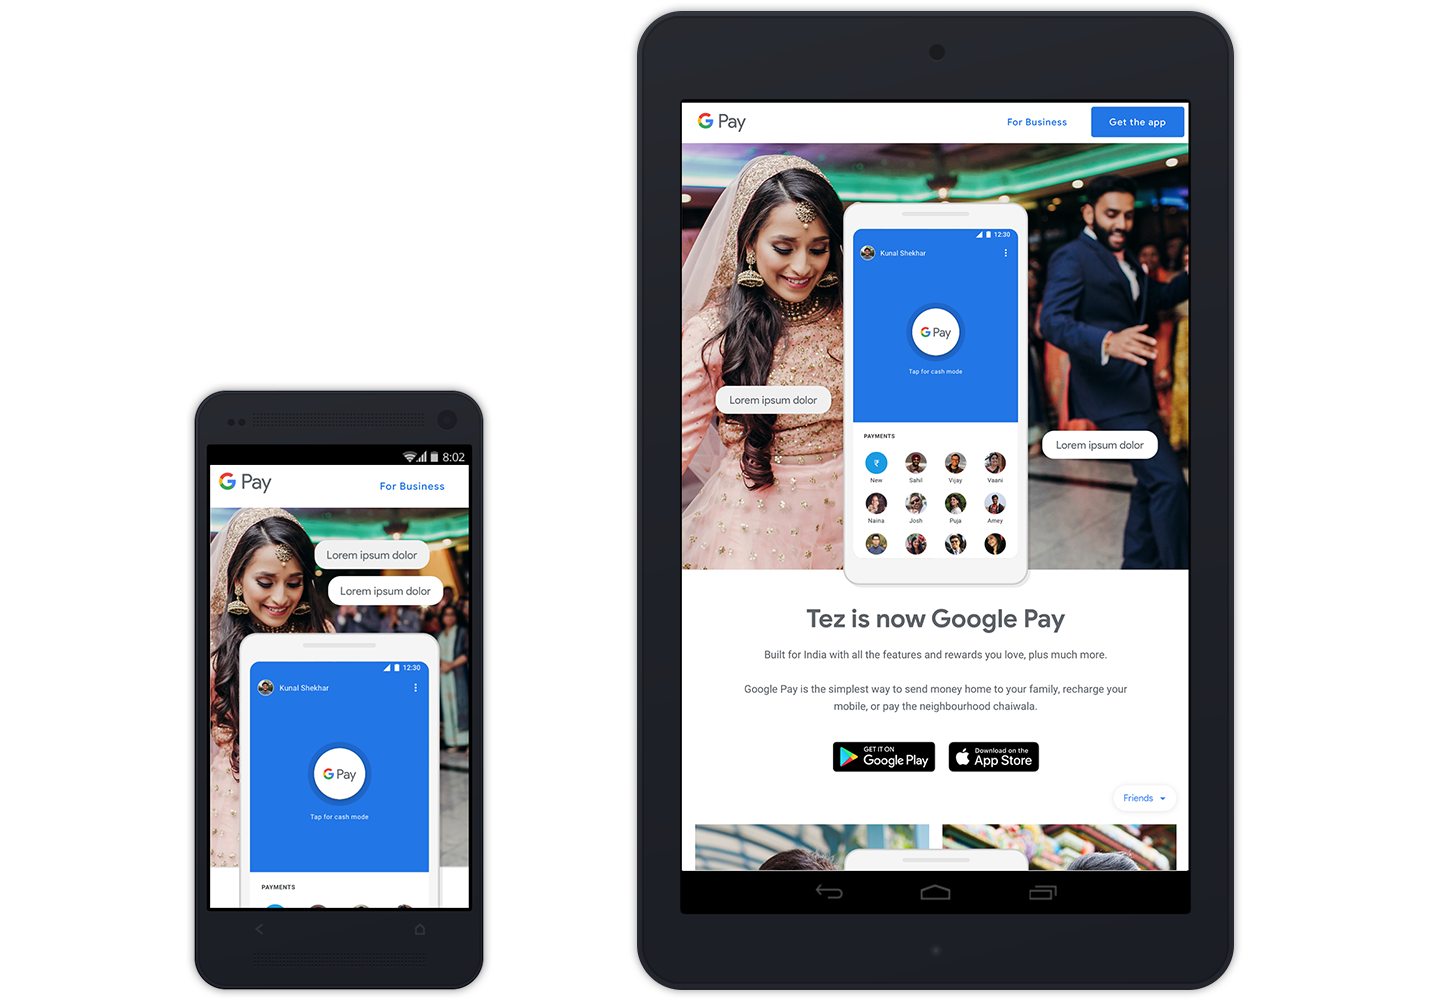 8:02
G Pay
For Business
Lorem ipsum dolor
Lorem ipsum dolor
12:30
Kunal Shekhar
G Pay
Tap for cash mode
PAYMENTS
G Pay
For Business
Get the app
12:30
Kunal Shekhar
G Pay
Tap for cash mode
Lorem ipsum dolor
Lorem ipsum dolor
PAYMENTS
₹
New Sahil Vijay Vaani
Naina Josh Puja Amey
Tez is now Google Pay
Built for India with all the features and rewards you love, plus much more.
Google Pay is the simplest way to send money home to your family, recharge your
mobile, or pay the neighbourhood chaiwala.
GET IT ON
Google Play
Download on the
App Store
Friends